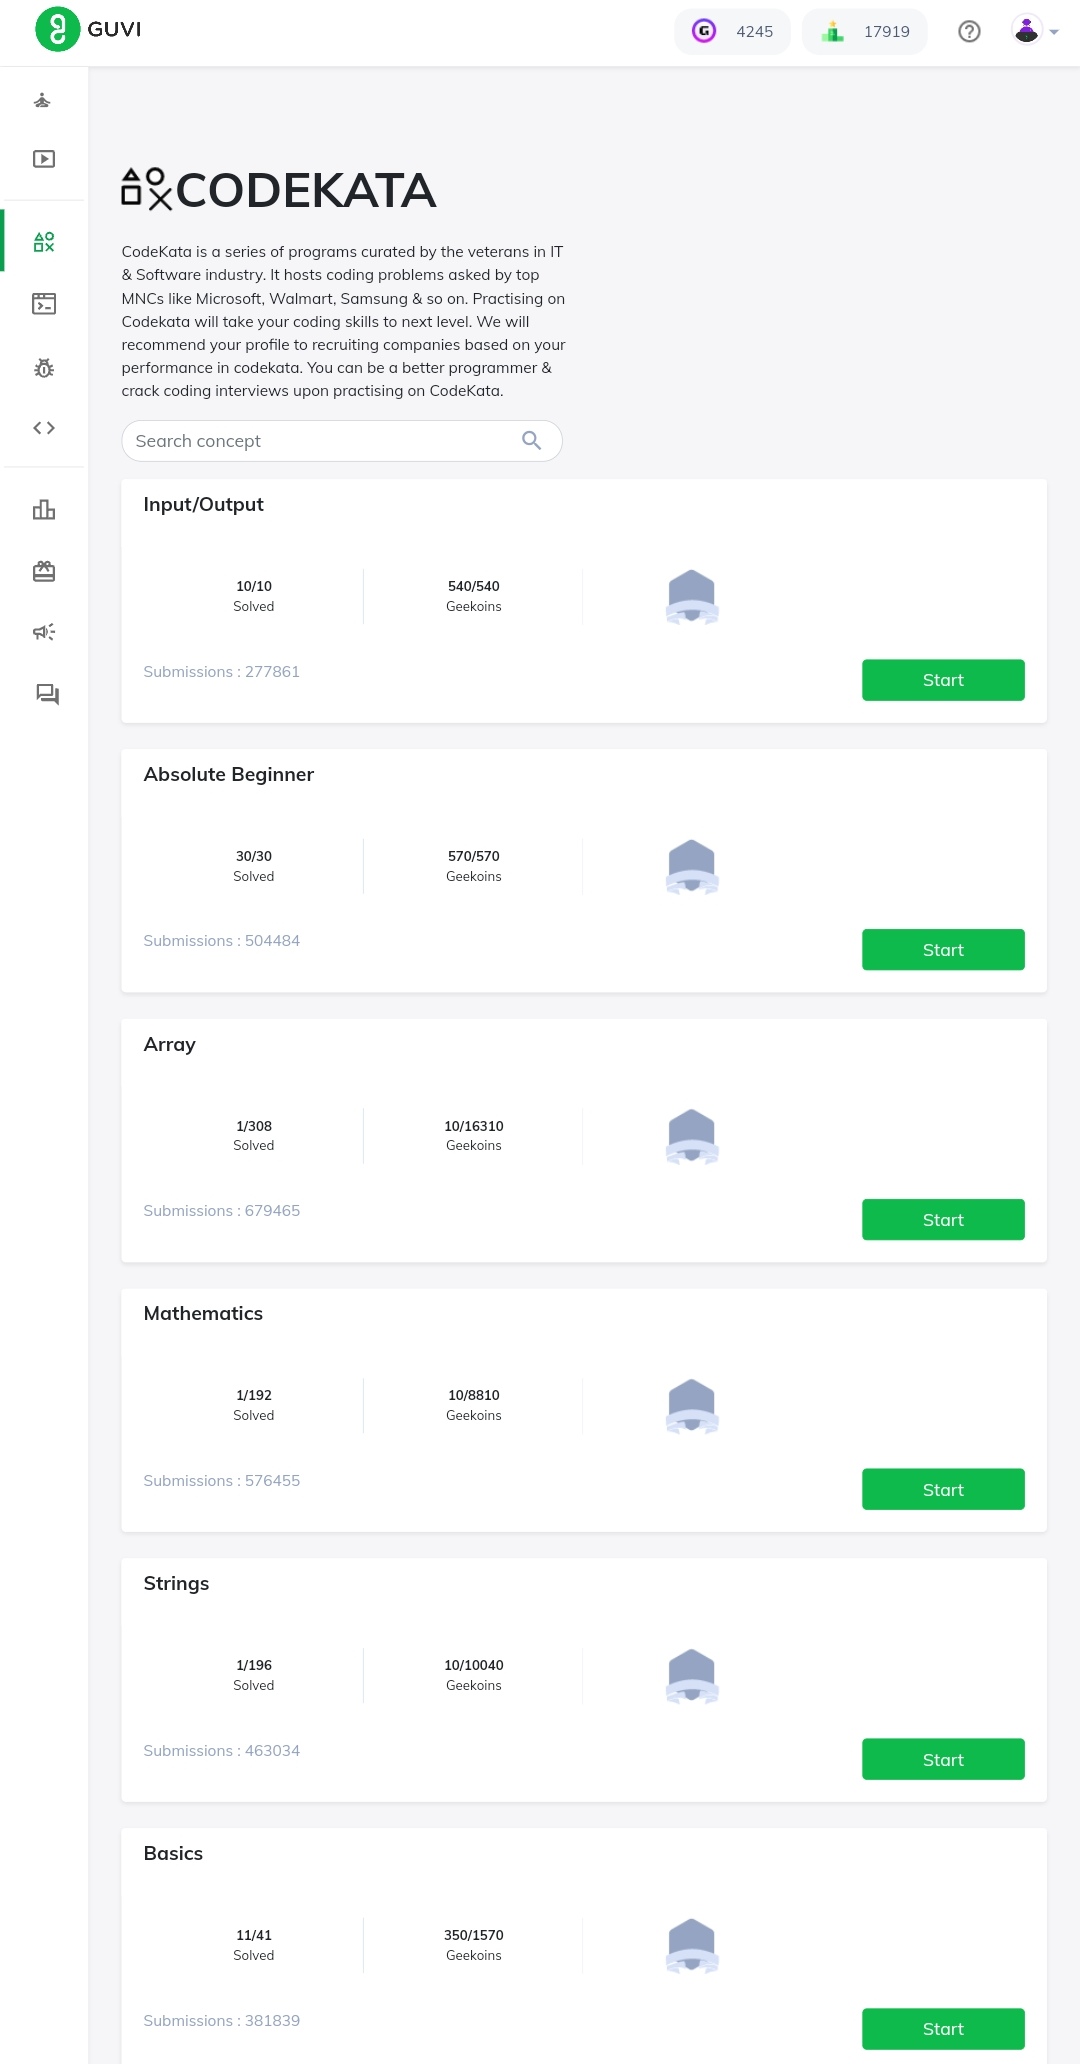 GUVI
4245
17919
CODEKATA
CodeKata is a series of programs curated by the veterans in IT
& Software industry. It hosts coding problems asked by top
MNCs like Microsoft, Walmart, Samsung & so on. Practising on
Codekata will take your coding skills to next level. We will
recommend your profile to recruiting companies based on your
performance in codekata. You can be a better programmer &
crack coding interviews upon practising on CodeKata.
Search concept
Input/Output
10/10
Solved
540/540
Geekoins
Submissions : 277861
Start
Absolute Beginner
30/30
Solved
570/570
Geekoins
Submissions : 504484
Start
Array
1/308
Solved
10/16310
Geekoins
Submissions : 679465
Start
Mathematics
1/192
Solved
10/8810
Geekoins
Submissions : 576455
Start
Strings
1/196
Solved
10/10040
Geekoins
Submissions : 463034
Start
Basics
11/41
Solved
350/1570
Geekoins
Submissions : 381839
Start